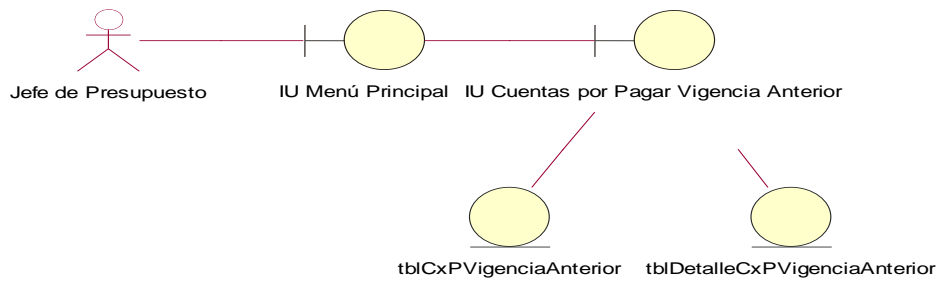 Jefe de Presupuesto
IU Menú Principal
IU Cuentas por Pagar Vigencia Anterior
tblCxPVigenciaAnterior
tblDetalleCxPVigenciaAnterior